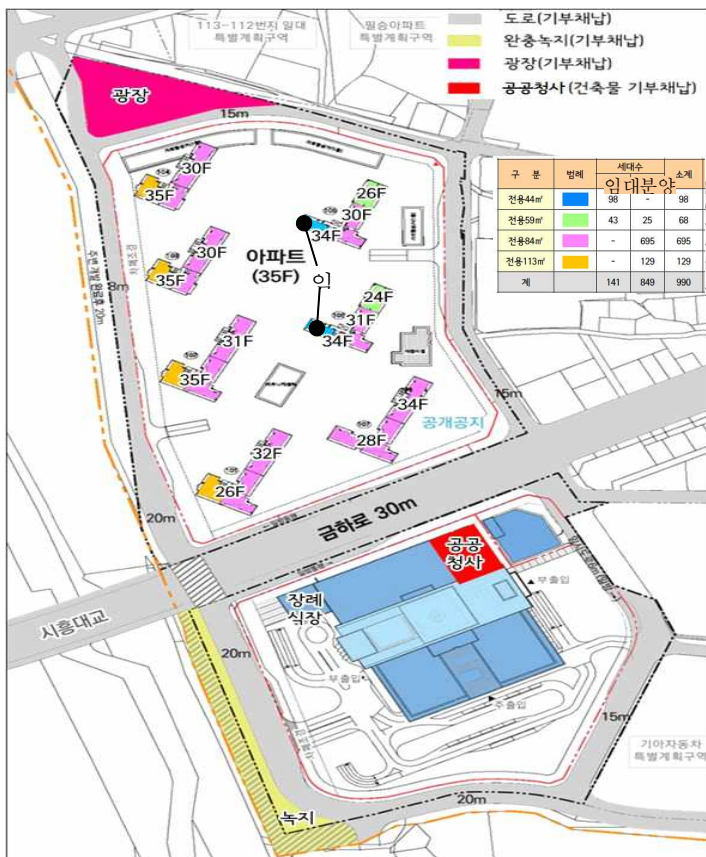 113-112번지 일대
특별계획구역
필승아파트
특별계획구역
도로(기부채납)
완충녹지(기부채납)
광장(기부채납)
공공청사(건축물 기부채납)
광장
15m
구 분 범례 세대수 소계
임대분양
전용44㎡ 98 - 98
전용59㎡ 43 25 68
전용84㎡ - 695 695
전용113㎡ - 129 129
계 141 849 990
104
30F
35F
26F
30F
34F
아파트
(35F)
인
30F
35F
8m
24F
31F
34F
31F
35F
34F
28F
공개공지
15m
32F
26F
20m
금하로 30m
시흥대교
공공
청사
장례
식장
부출입
20m
부출입
주출입
15m
기아자동차
특별계획구역
20m
녹지